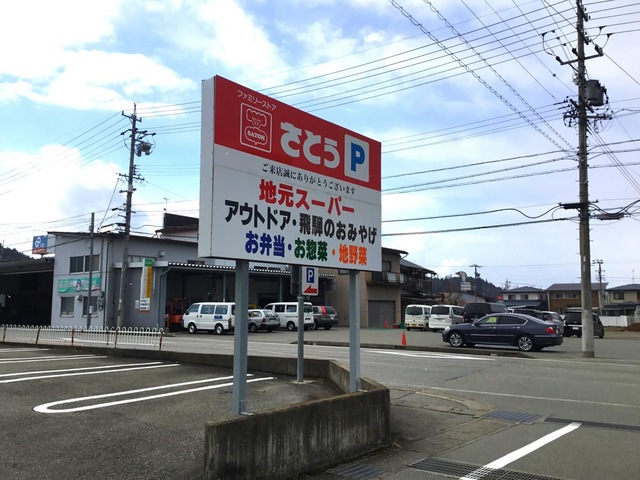 ファミリーストア
SATOH
さとう P
ご来店誠にありがとうございます
地元スーパー
アウトドア・飛騨のおみやげ
お弁当・お惣菜・地野菜
P